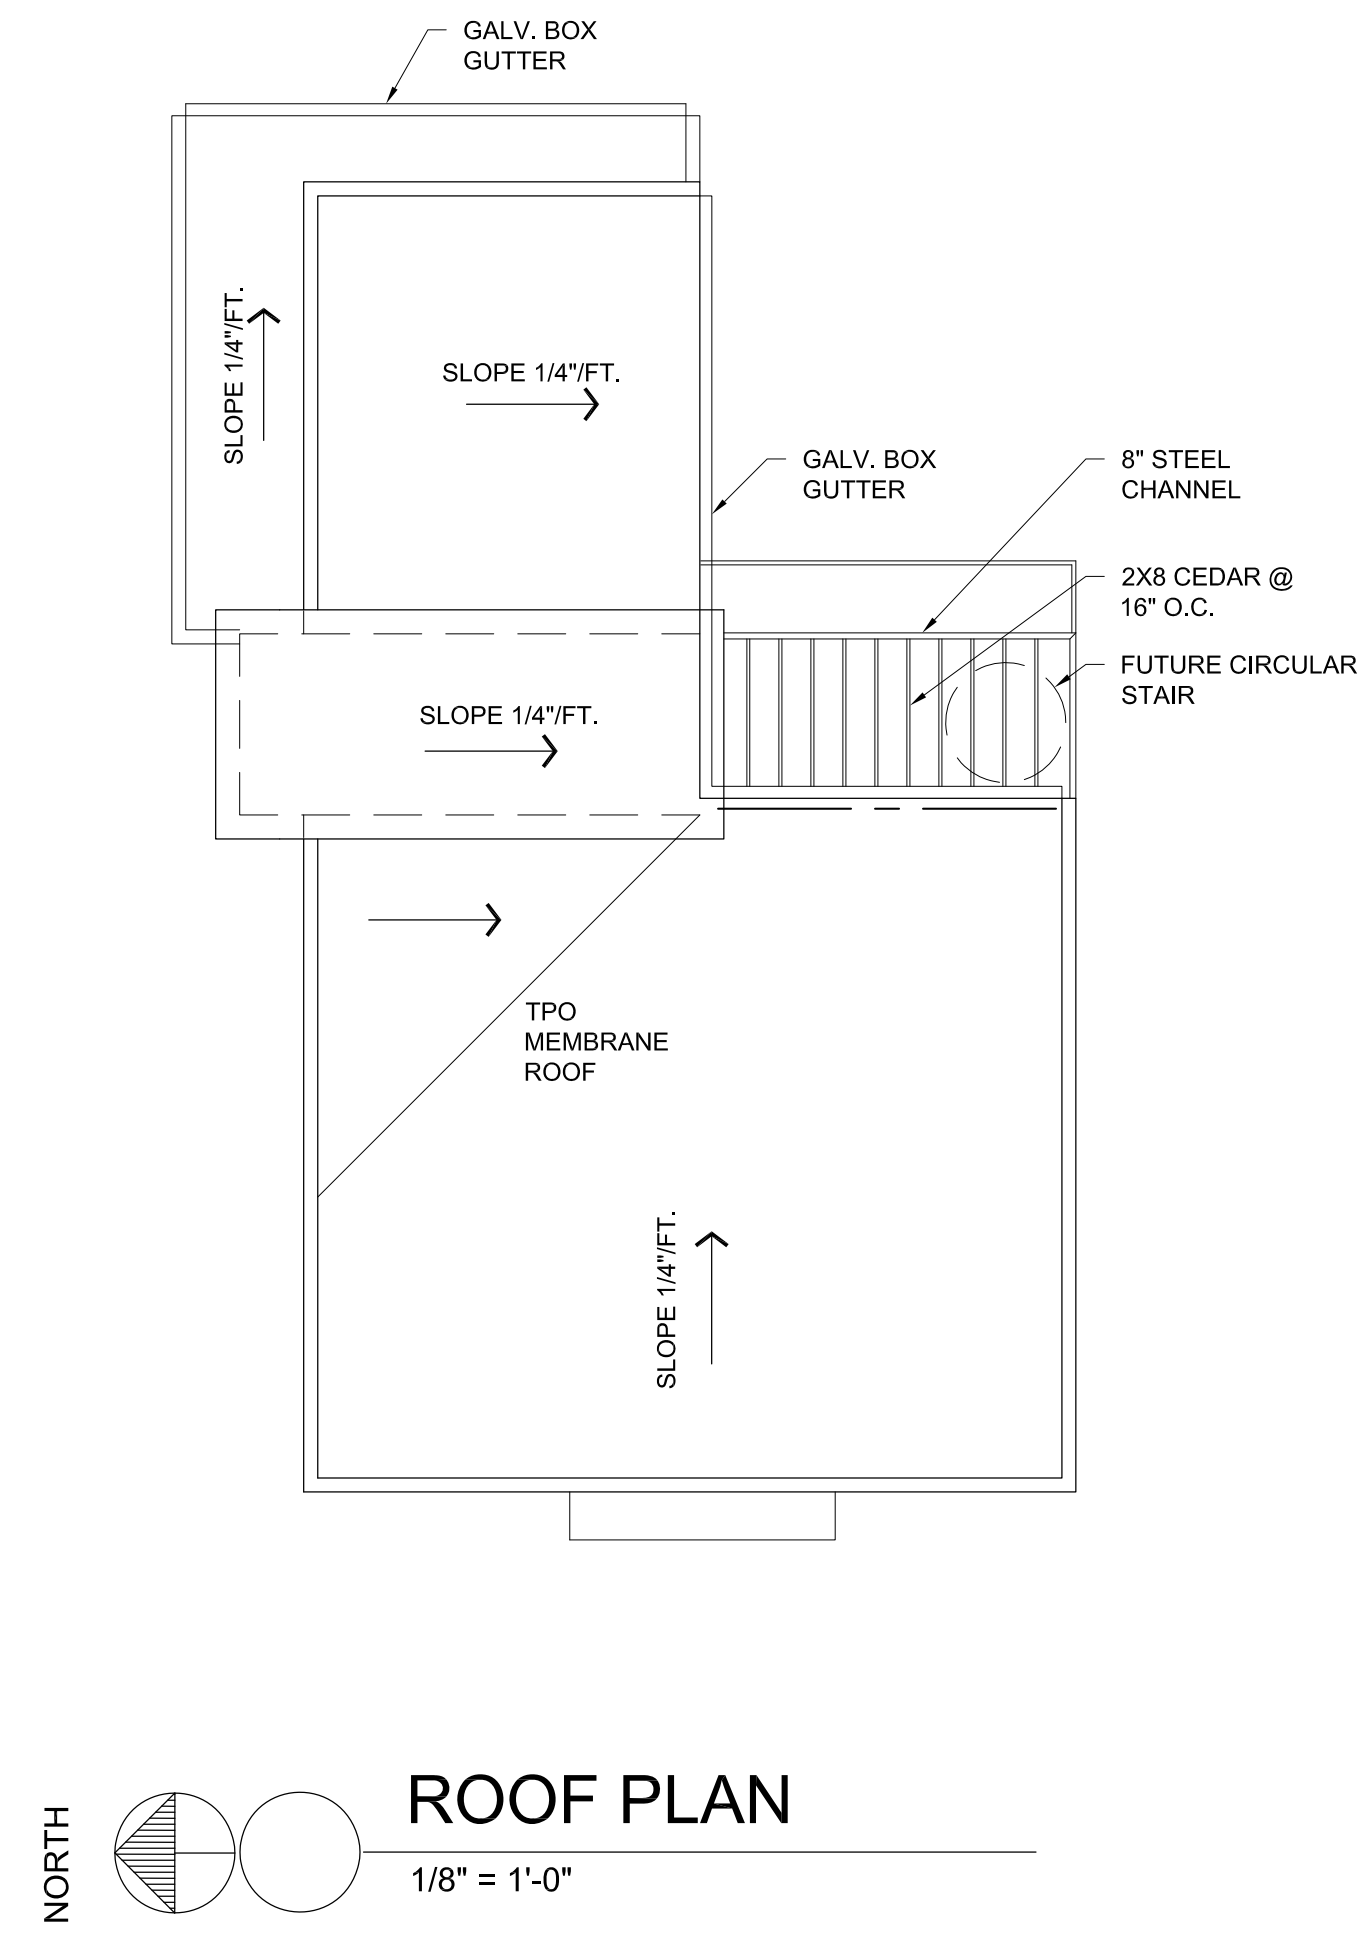 GALV. BOX
GUTTER
SLOPE 1/4"/FT.
SLOPE 1/4"/FT.
GALV. BOX
GUTTER
8" STEEL
CHANNEL
2X8 CEDAR @
16" O.C.
FUTURE CIRCULAR
STAIR
SLOPE 1/4"/FT.
TPO
MEMBRANE
ROOF
SLOPE 1/4"/FT.
NORTH
ROOF PLAN
1/8" = 1'-0"